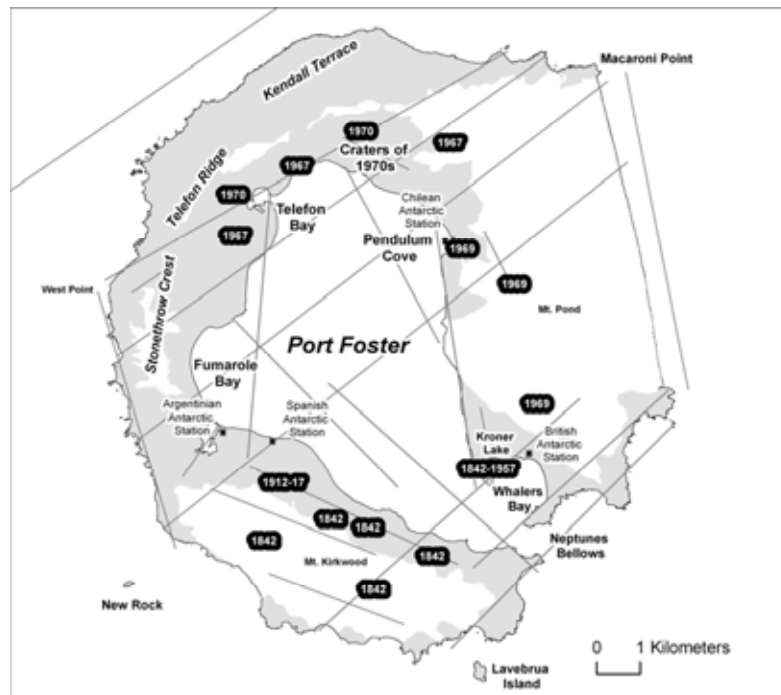 Kendall Terrace
Macaroni Point
1970
1967
Craters of
1970s
1967
Telefon Ridge
1970
Telefon
Bay
Chilean
Antarctic
Station
1967
Pendulum
Cove
1969
1969
West Point
Stonethrow Crest
Mt. Pond
Port Foster
Fumarole
Bay
Argentinian
Antarctic
Station
Spanish
Antarctic
Station
1969
Kroner
Lake
British
Antarctic
Station
1842-1957
Whalers
Bay
1912-17
1842
1842
1842
1842
Neptunes
Bellows
Mt. Kirkwood
1842
New Rock
0 1 Kilometers
Lavebrua
Island